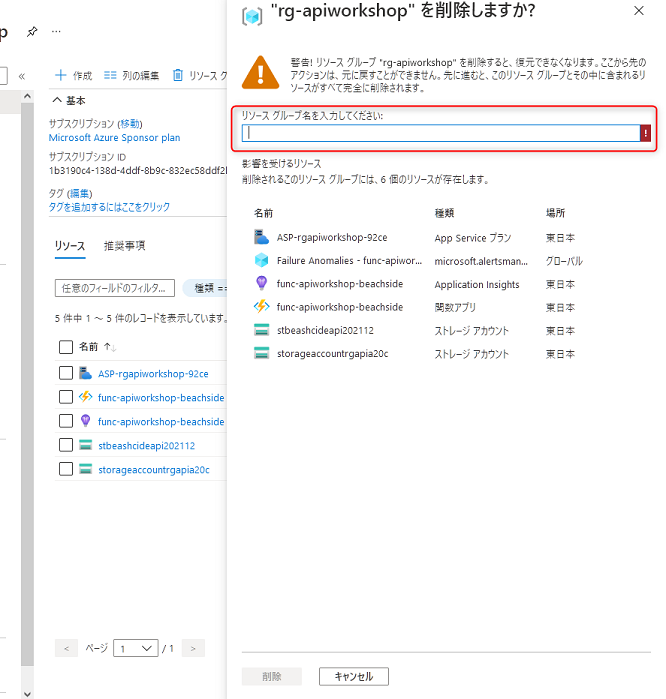 p
…
«
作成
列の編集
リソース グ
基本
サブスクリプション (移動)
Microsoft Azure Sponsor plan
サブスクリプション ID
1b3190c4-138d-4ddf-8b9c-832ec58ddf2
タグ (編集)
タグを追加するにはここをクリック
リソース 推奨事項
任意のフィールドのフィルタ...
種類 ==
5 件中 1 ～ 5 件のレコードを表示しています。
名前 ↑↓
ASP-rgapiworkshop-92ce
func-apiworkshop-beachside
func-apiworkshop-beachside
stbeashcideapi202112
storageaccountrgapia20c
< ページ 1 / 1 >
"rg-apiworkshop" を削除しますか?
警告! リソース グループ "rg-apiworkshop" を削除すると、復元できなくなります。ここから先の
アクションは、元に戻すことができません。先に進むと、このリソース グループとその中に含まれるリ
ソースがすべて完全に削除されます。
リソース グループ名を入力してください:
影響を受けるリソース
削除されるこのリソース グループには、6 個のリソースが存在します。
名前 種類 場所
ASP-rgapiworkshop-92ce App Service プラン 東日本
Failure Anomalies - func-apiwor... microsoft.alertsman... グローバル
func-apiworkshop-beachside Application Insights 東日本
func-apiworkshop-beachside 関数アプリ 東日本
stbeashcideapi202112 ストレージ アカウント 東日本
storageaccountrgapia20c ストレージ アカウント 東日本
削除 キャンセル